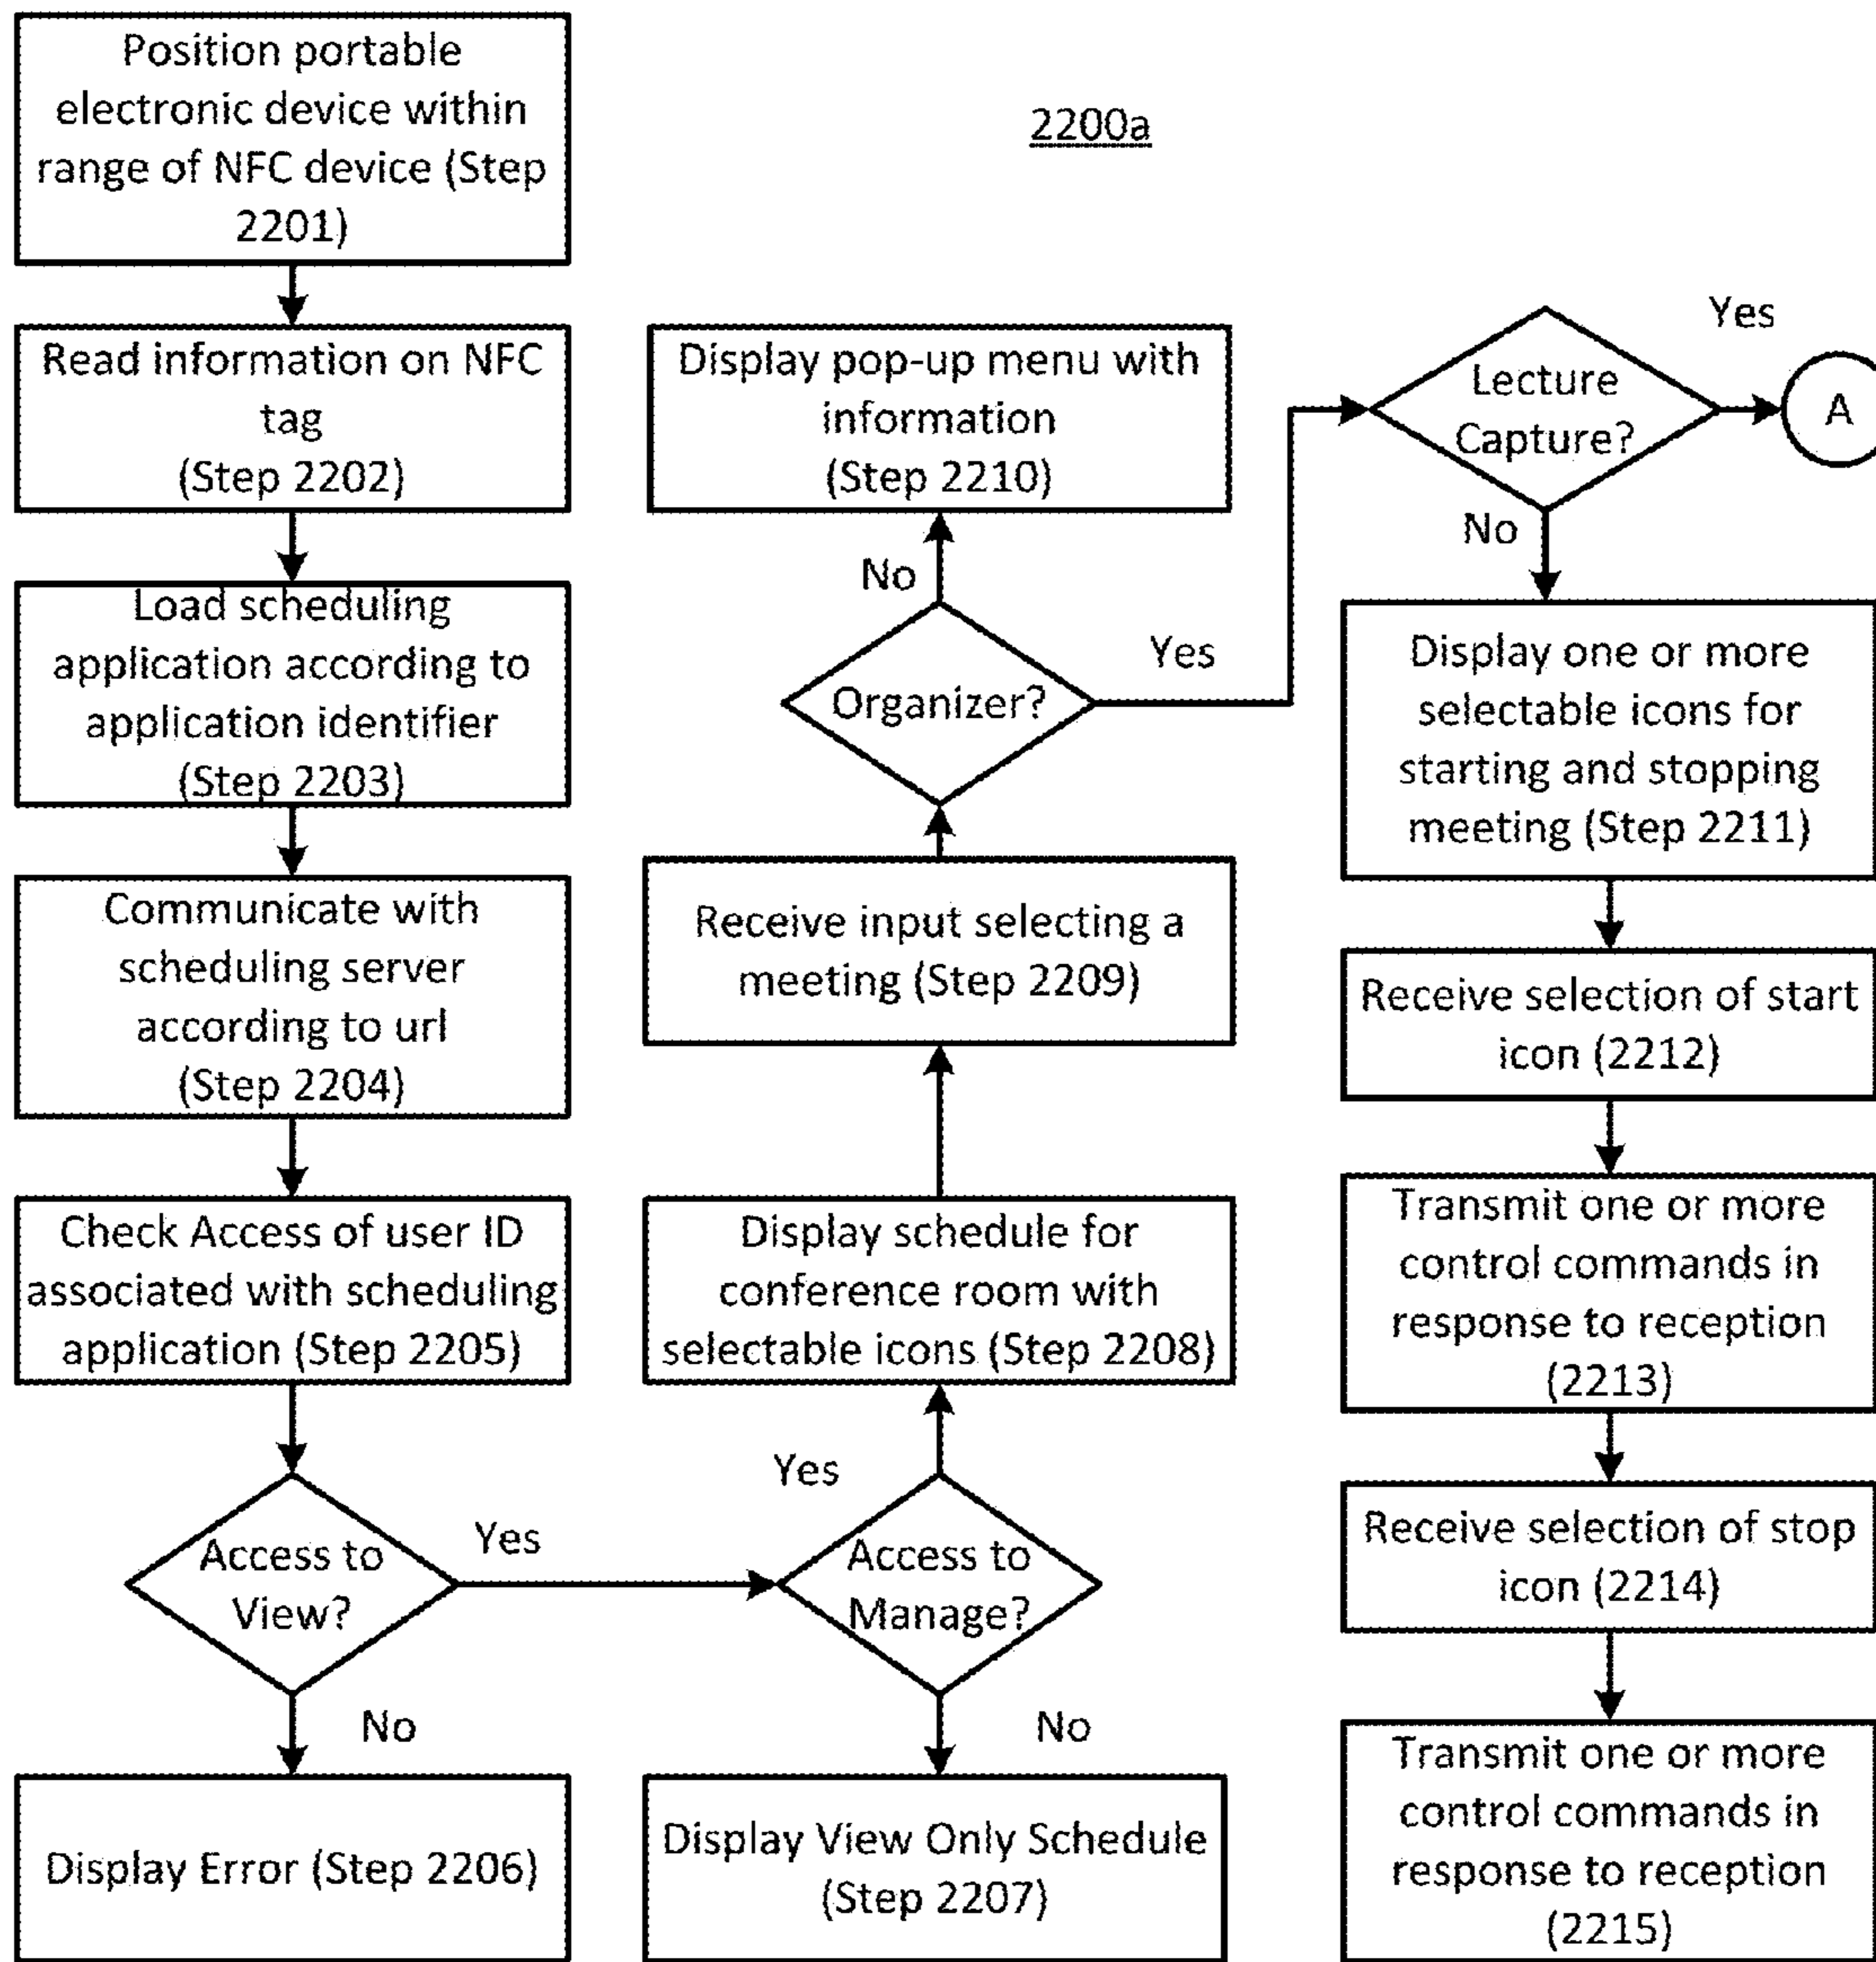 2200a
Position portable
electronic device within
range of NFC device (Step
2201)
Read information on NFC
tag
(Step 2202)
Load scheduling
application according to
application identifier
(Step 2203)
Communicate with
scheduling server
according to url
(Step 2204)
Check Access of user ID
associated with scheduling
application (Step 2205)
Access to
View?
Yes
No
Display Error (Step 2206)
Access to
Manage?
Yes
No
Display View Only Schedule
(Step 2207)
Display schedule for
conference room with
selectable icons (Step 2208)
Receive input selecting a
meeting (Step 2209)
Organizer?
No
Yes
Display pop-up menu with
information
(Step 2210)
Lecture
Capture?
Yes
A
No
Display one or more
selectable icons for
starting and stopping
meeting (Step 2211)
Receive selection of start
icon (2212)
Transmit one or more
control commands in
response to reception
(2213)
Receive selection of stop
icon (2214)
Transmit one or more
control commands in
response to reception
(2215)